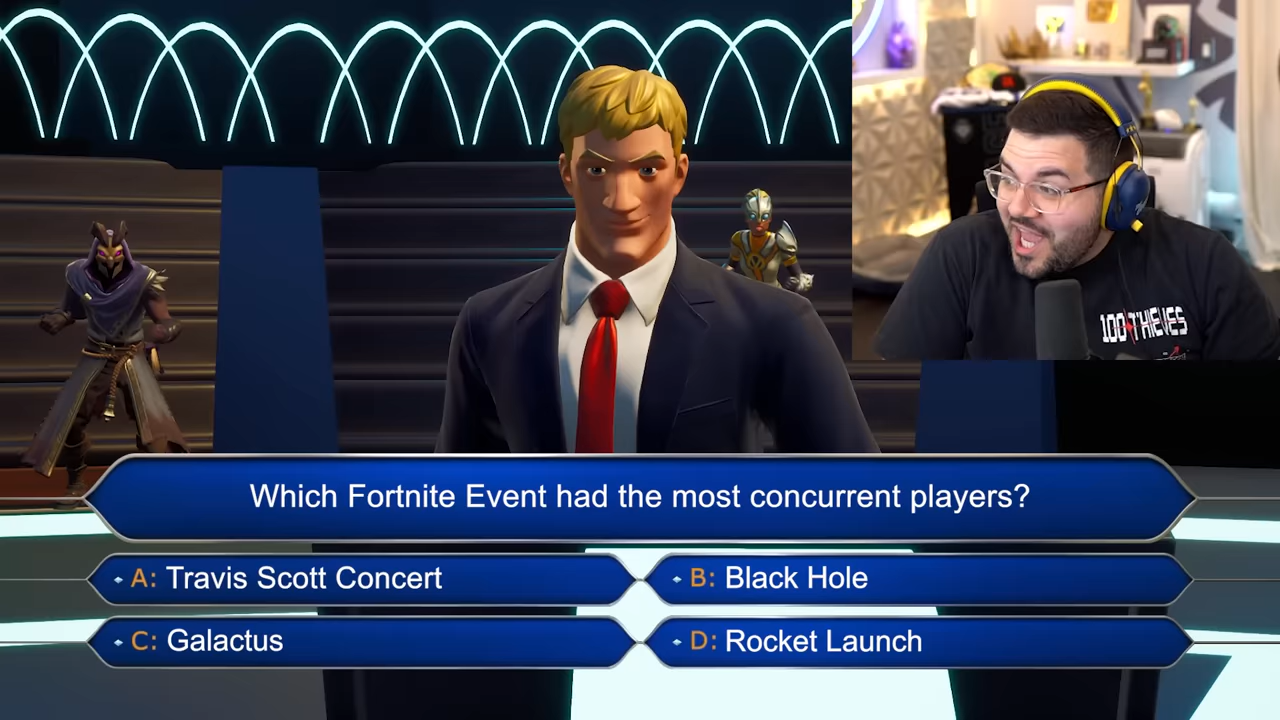 100 THIEVES
Which Fortnite Event had the most concurrent players?
A: Travis Scott Concert
B: Black Hole
C: Galactus
D: Rocket Launch